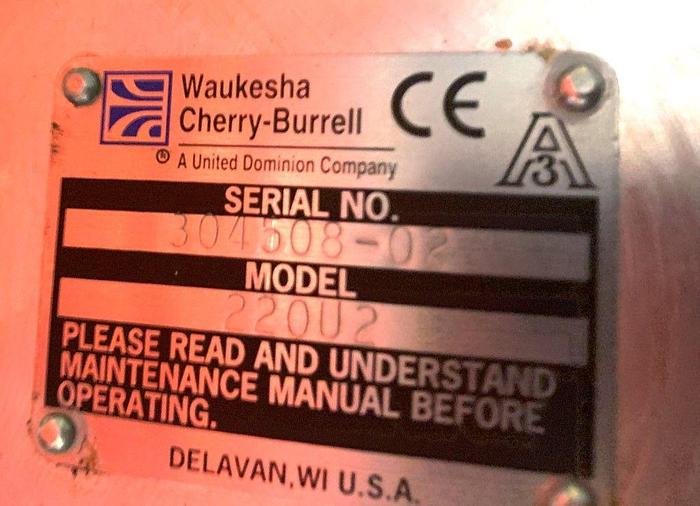 Waukesha
Cherry-Burrell
CE
® A United Dominion Company
A
3
SERIAL NO.
304508-02
MODEL
220U2
PLEASE READ AND UNDERSTAND
MAINTENANCE MANUAL BEFORE
OPERATING.
DELAVAN, WI U.S.A.